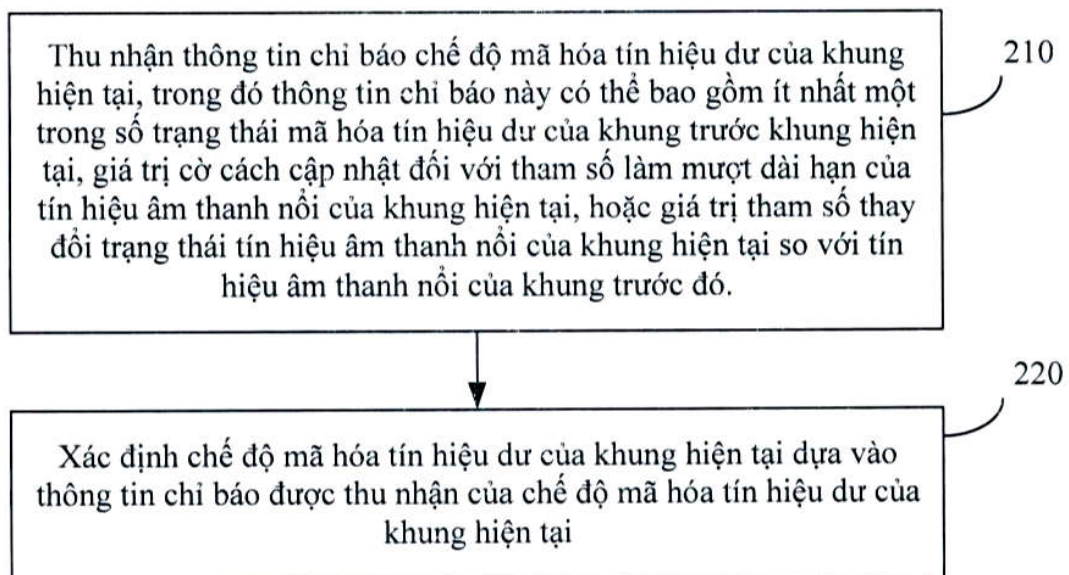 Thu nhận thông tin chỉ báo chế độ mã hóa tín hiệu dư của khung
hiện tại, trong đó thông tin chỉ báo này có thể bao gồm ít nhất một
trong số trạng thái mã hóa tín hiệu dư của khung trước khung hiện
tại, giá trị cờ cách cập nhật đối với tham số làm mượt dài hạn của
tín hiệu âm thanh nổi của khung hiện tại, hoặc giá trị tham số thay
đổi trạng thái tín hiệu âm thanh nổi của khung hiện tại so với tín
hiệu âm thanh nổi của khung trước đó.
210
Xác định chế độ mã hóa tín hiệu dư của khung hiện tại dựa vào
thông tin chỉ báo được thu nhận của chế độ mã hóa tín hiệu dư của
khung hiện tại
220